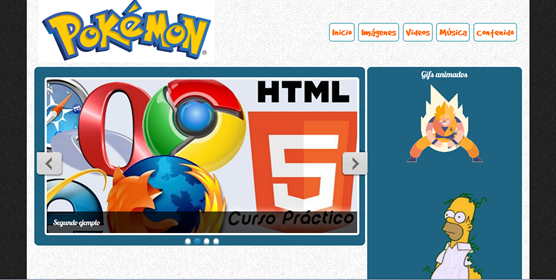 Pokémon®
Inicio
Imágenes
Videos
Música
Contenido
Gifs animados
HTML
5
Curso Práctico
Segundo ejemplo